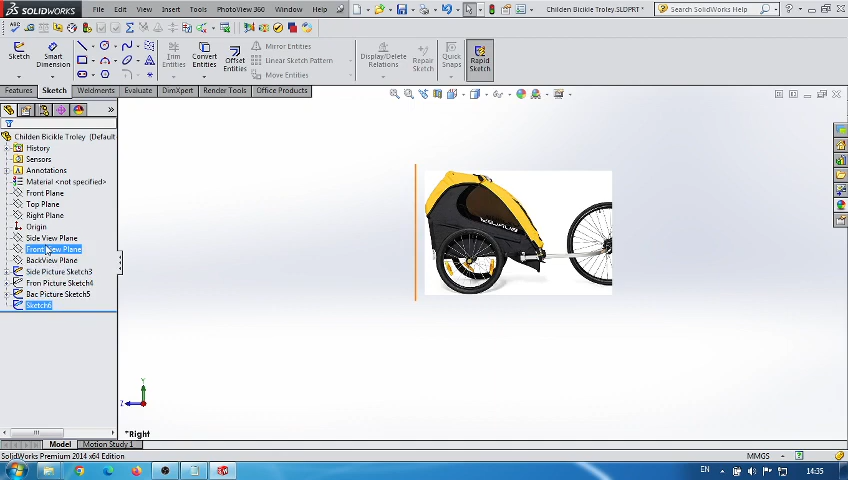 SOLIDWORKS
File Edit View Insert Tools PhotoView 360 Window Help
Childen Bicikle Troley.SLDPRT *
Search SolidWorks Help
Sketch
Smart Dimension
Trim Entities
Convert Entities
Offset Entities
Mirror Entities
Linear Sketch Pattern
Move Entities
Display/Delete Relations
Repair Sketch
Quick Snaps
Rapid Sketch
Features Sketch Weldments Evaluate DimXpert Render Tools Office Products
Childen Bicikle Troley (Default
History
Sensors
Annotations
Material <not specified>
Front Plane
Top Plane
Right Plane
Origin
Side View Plane
Front View Plane
BackView Plane
Side Picture Sketch3
Fron Picture Sketch4
Bac Picture Sketch5
Sketch6
Y
Z
*Right
Model Motion Study 1
SolidWorks Premium 2014 x64 Edition
MMGS
EN
14:35